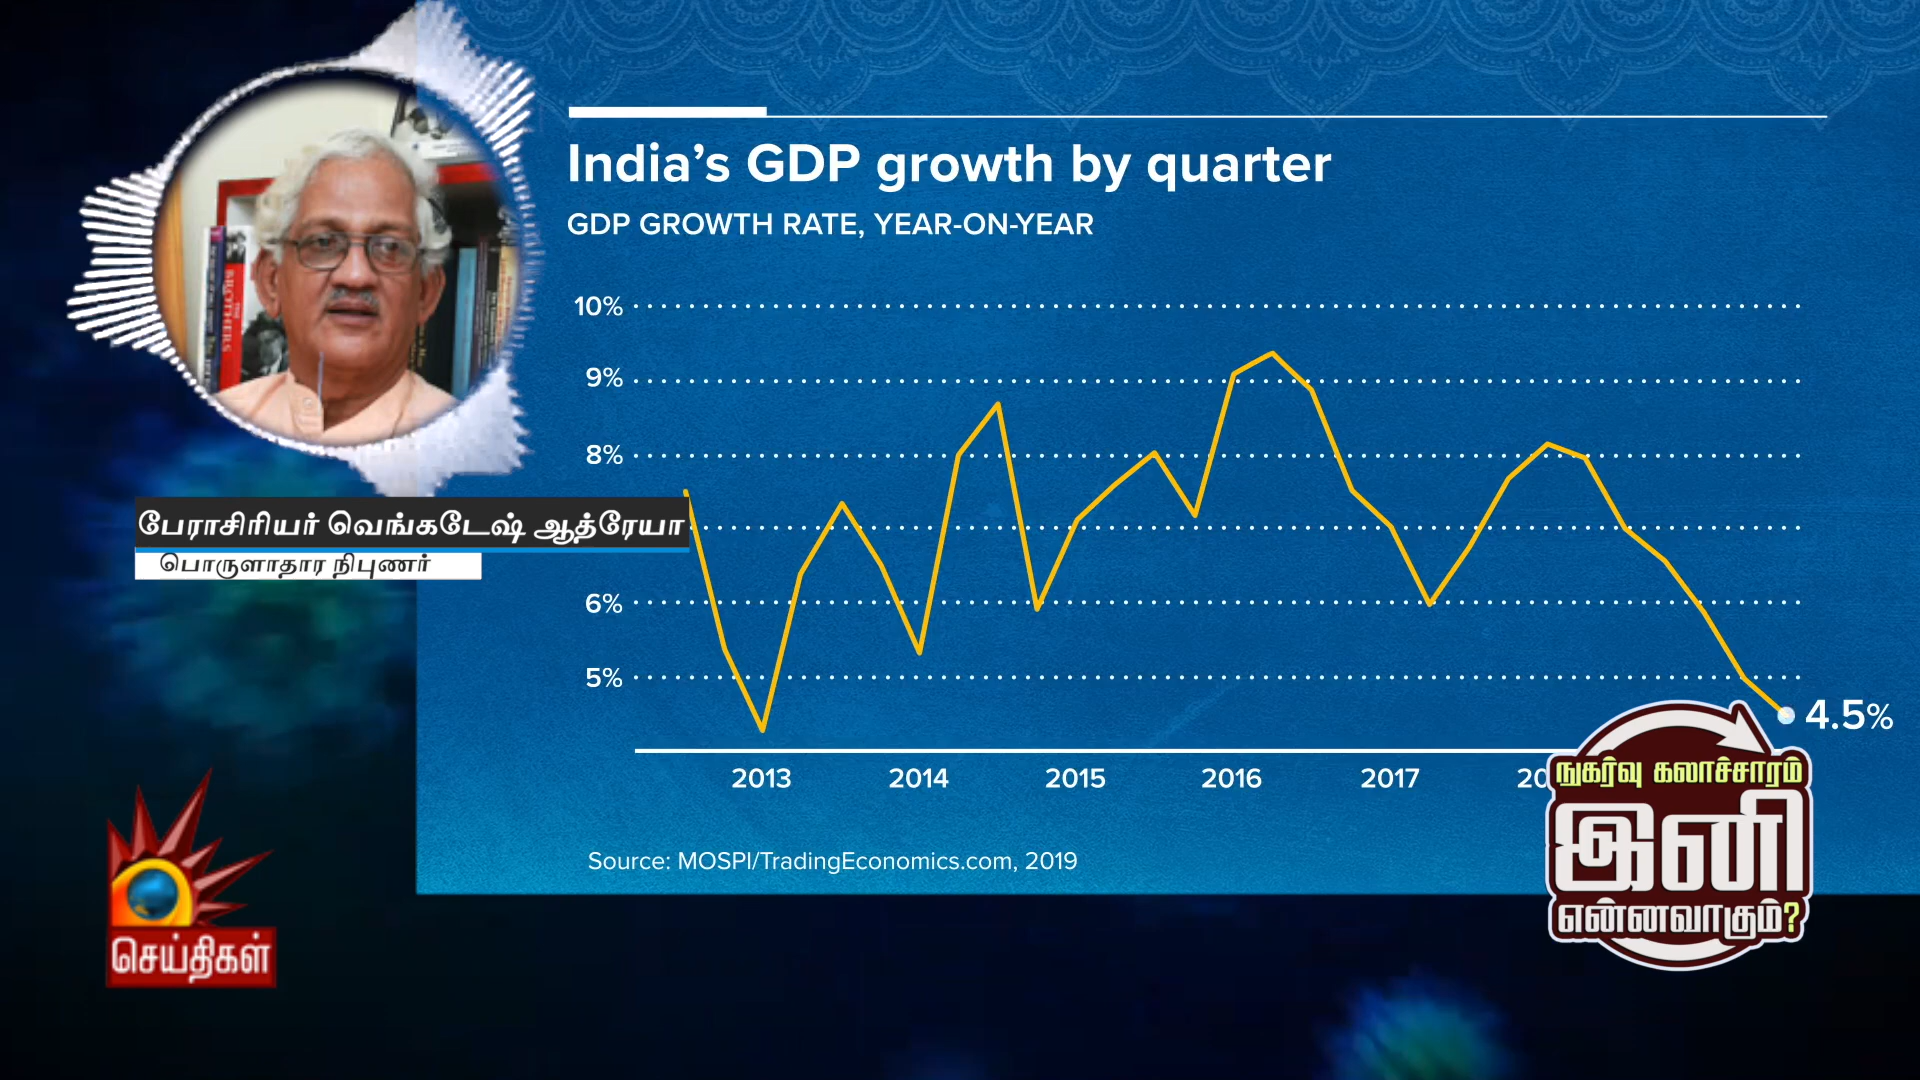 India's GDP growth by quarter
GDP GROWTH RATE, YEAR-ON-YEAR
10%
9%
8%
6%
5%
4.5%
2013 2014 2015 2016 2017
Source: MOSPI/TradingEconomics.com, 2019
பேராசிரியர் வெங்கடேஷ் ஆத்ரேயா
பொருளாதார நிபுணர்
BROTHERS
செய்திகள்
நுகர்வு கலாச்சாரம்
இனி
என்னவாகும்?